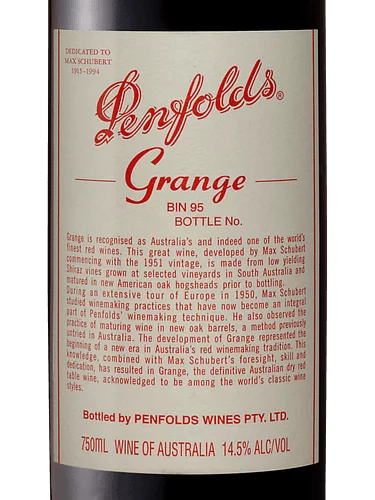 DEDICATED TO
MAX SCHUBERT
1915-1994
Penfolds®
Grange
BIN 95
BOTTLE No.
Grange is recognised as Australia's and indeed one of the world's
finest red wines. This great wine, developed by Max Schubert
commencing with the 1951 vintage, is made from low yielding
Shiraz vines grown at selected vineyards in South Australia and
matured in new American oak hogsheads prior to bottling.
During an extensive tour of Europe in 1950, Max Schubert
studied winemaking practices that have now become an integral
part of Penfolds' winemaking technique. He also observed the
practice of maturing wine in new oak barrels, a method previously
untried in Australia. The development of Grange represented the
beginning of a new era in Australia's red winemaking tradition. This
knowledge, combined with Max Schubert's foresight, skill and
dedication, has resulted in Grange, the definitive Australian dry red
table wine, acknowledged to be among the world's classic wine
styles.
Bottled by PENFOLDS WINES PTY. LTD.
750ML WINE OF AUSTRALIA 14.5% ALC/VOL